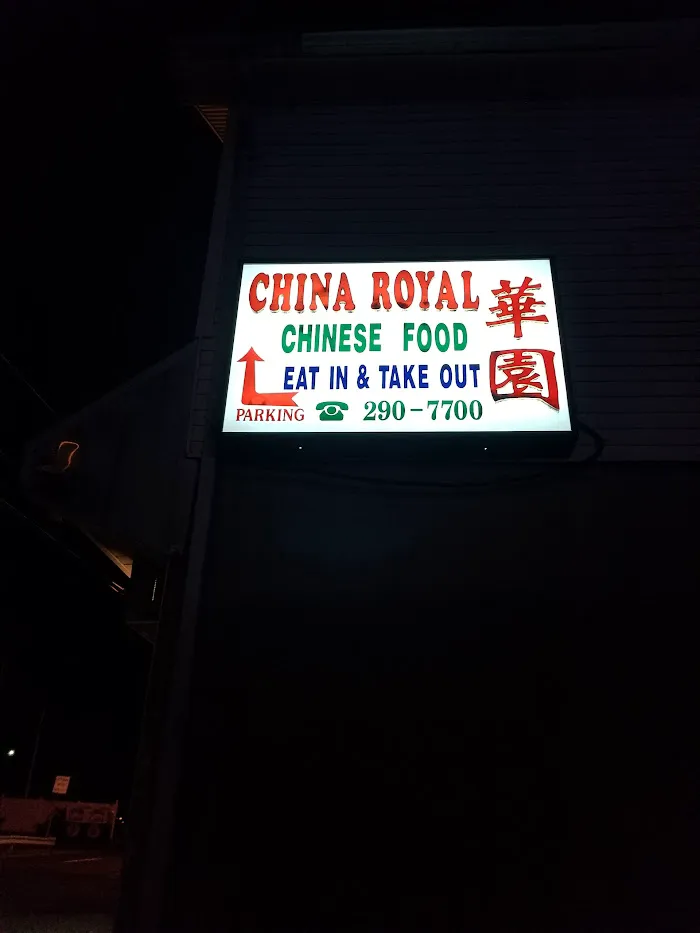 CHINA ROYAL
CHINESE FOOD
EAT IN & TAKE OUT
PARKING 290-7700
華園